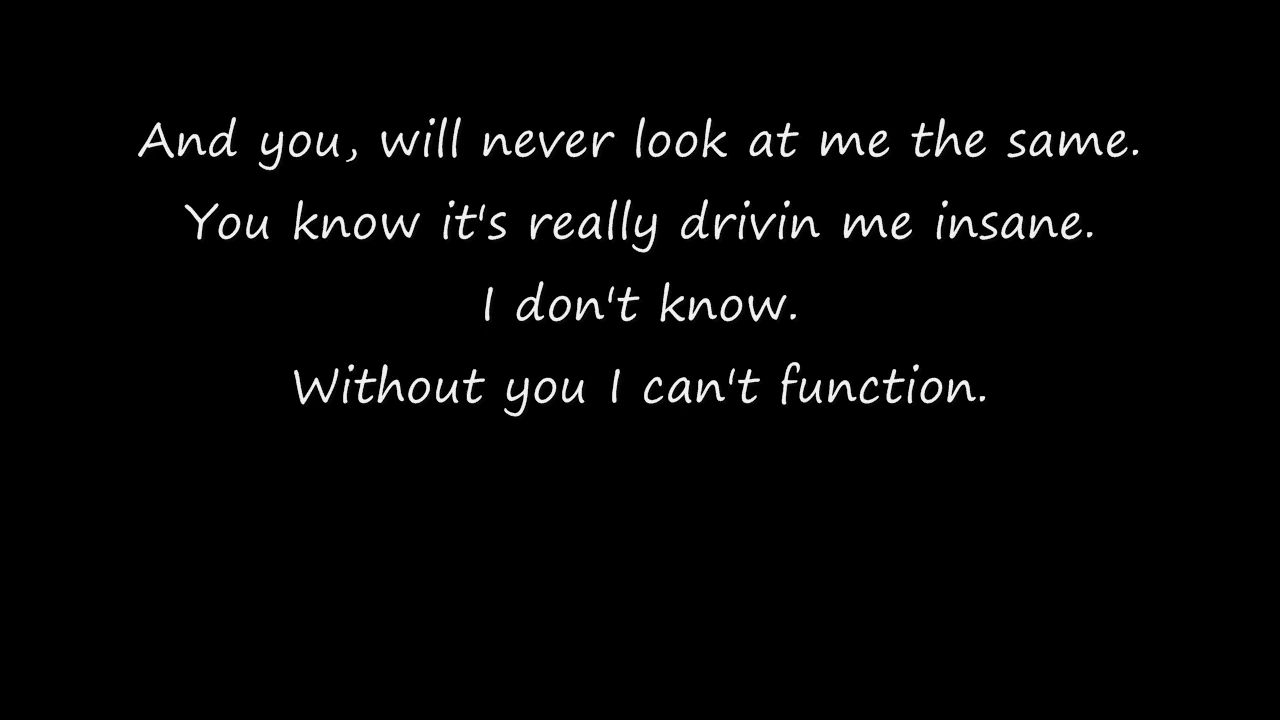 And you, will never look at me the same.
You know it's really drivin me insane.
I don't know.
Without you I can't function.